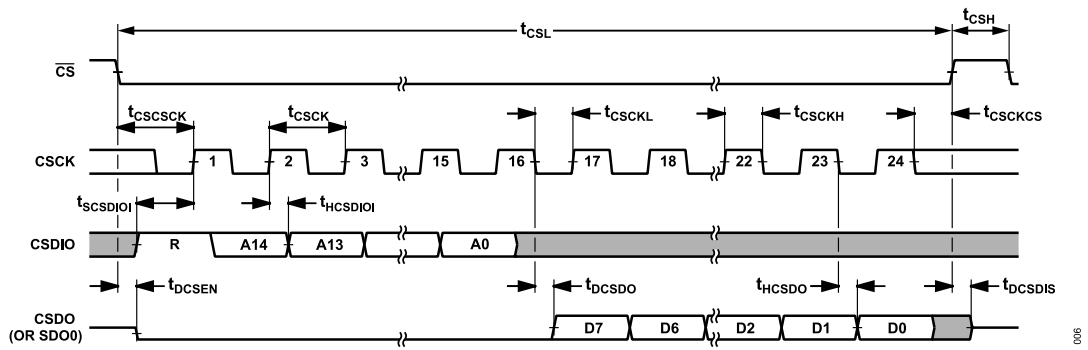 tCSL
tCSH
CS
tCSCSCK
tCSCK
tCSCKL
tCSCKH
tCSCKCS
CSCK
1 2 3 15 16 17 18 22 23 24
tSCSDIOI
tHCSDIOI
CSDIO
R A14 A13 A0
tDCSEN
tDCSDO
tHCSDO
tDCSDIS
CSDO
(OR SDO0)
D7 D6 D2 D1 D0
006